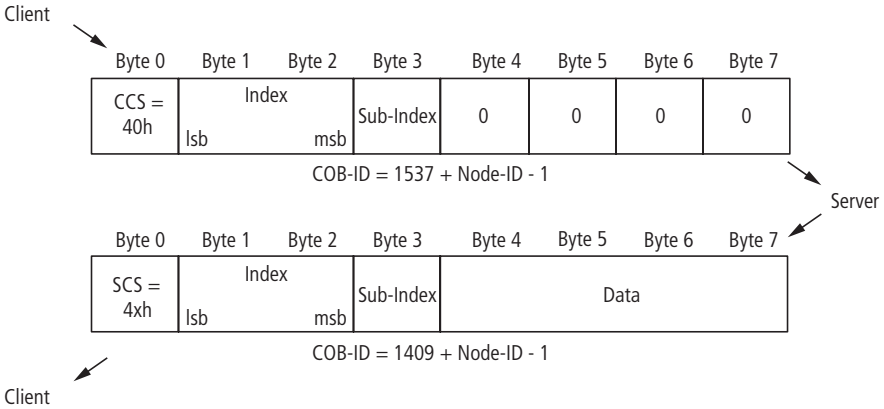 Client
Byte 0 Byte 1 Byte 2 Byte 3 Byte 4 Byte 5 Byte 6 Byte 7
CCS =
40h
Index
lsb msb
Sub-Index
0 0 0 0
COB-ID = 1537 + Node-ID - 1
Server
Byte 0 Byte 1 Byte 2 Byte 3 Byte 4 Byte 5 Byte 6 Byte 7
SCS =
4xh
Index
lsb msb
Sub-Index
Data
COB-ID = 1409 + Node-ID - 1
Client